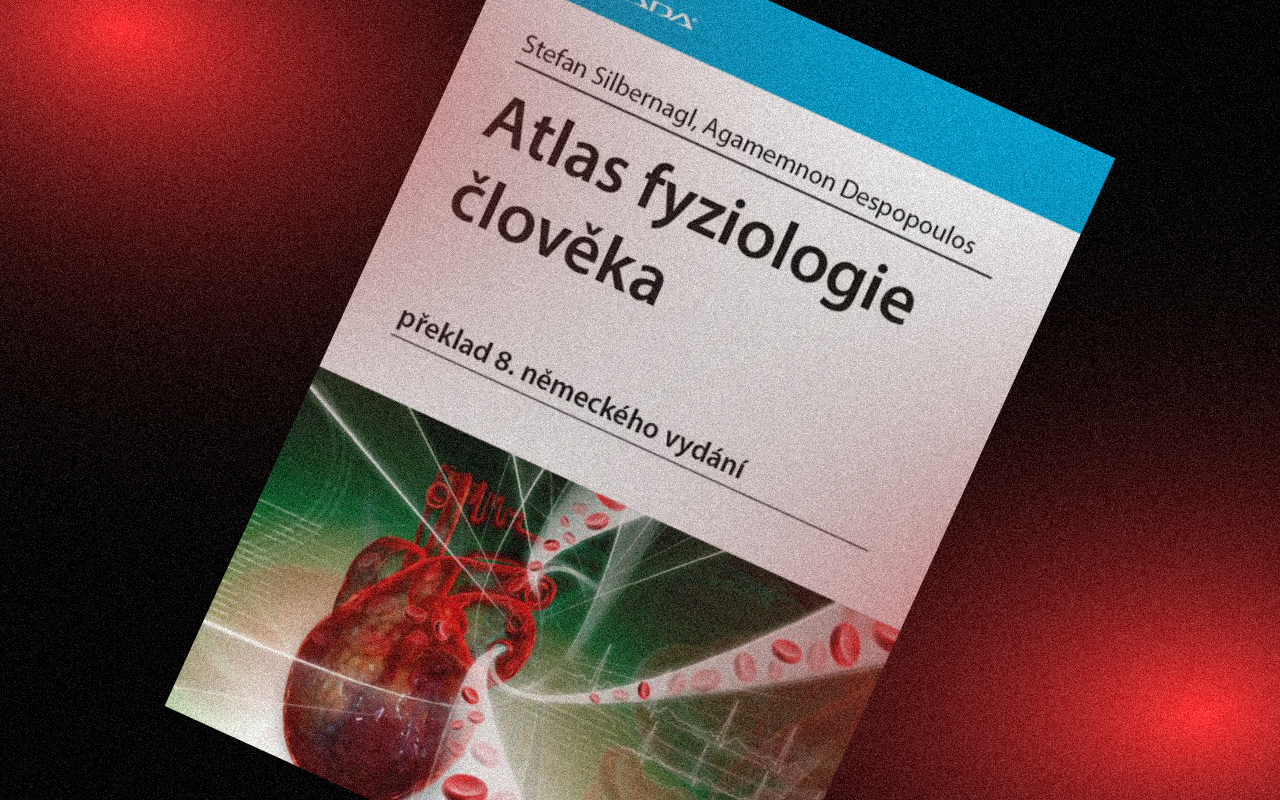 Stefan Silbernagl, Agamemnon Despopoulos
Atlas fyziologie
člověka
překlad 8. německého vydání